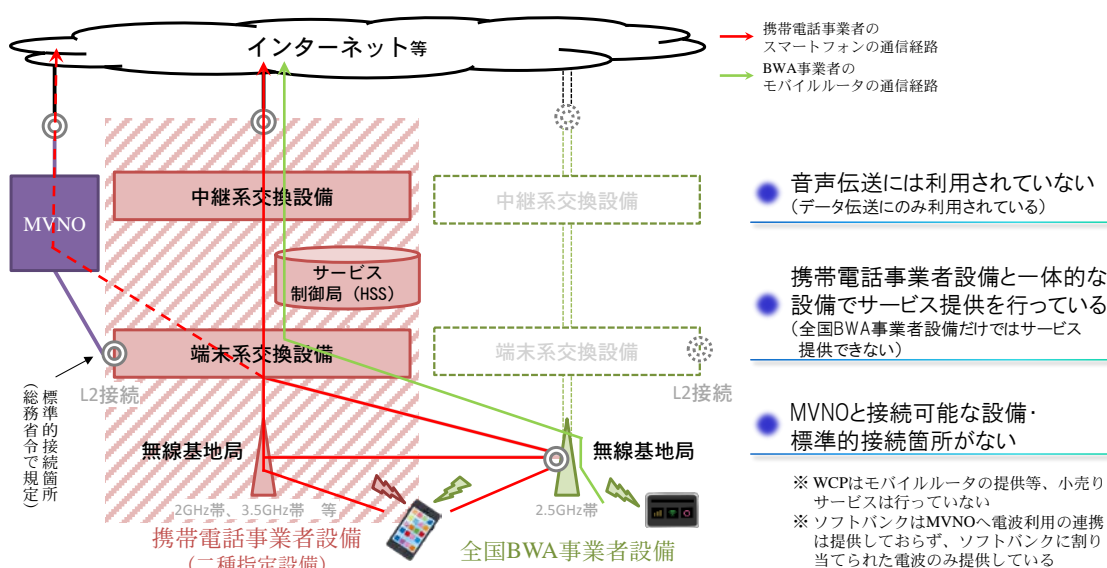 インターネット等
携帯電話事業者の
スマートフォンの通信経路
BWA事業者の
モバイルルータの通信経路
MVNO
中継系交換設備
サービス
制御局（HSS）
端末系交換設備
L2接続
標準的接続箇所
（総務省令で規定）
無線基地局
2GHz帯、3.5GHz帯　等
携帯電話事業者設備
（二種指定設備）
中継系交換設備
端末系交換設備
L2接続
無線基地局
2.5GHz帯
全国BWA事業者設備
音声伝送には利用されていない
（データ伝送にのみ利用されている）
携帯電話事業者設備と一体的な
設備でサービス提供を行っている
（全国BWA事業者設備だけではサービス
提供できない）
MVNOと接続可能な設備・
標準的接続箇所がない
※ WCPはモバイルルータの提供等、小売り
サービスは行っていない
※ ソフトバンクはMVNOへ電波利用の連携
は提供しておらず、ソフトバンクに割り
当てられた電波のみ提供している